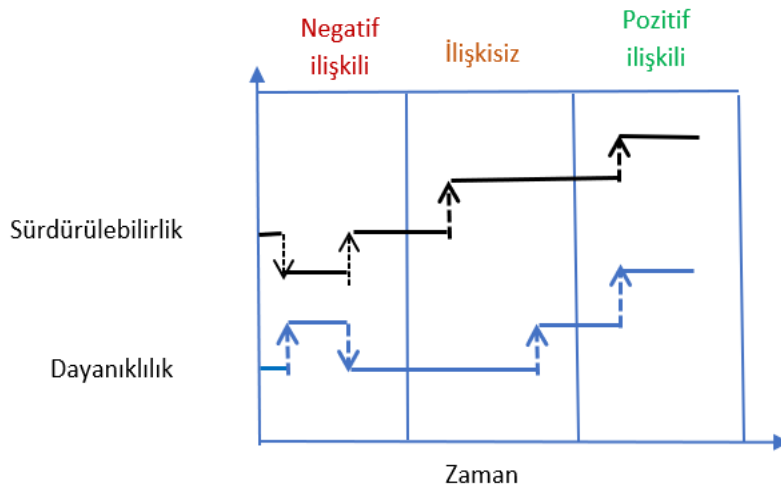 Negatif
ilişkili
İlişkisiz
Pozitif
ilişkili
Sürdürülebilirlik
Dayanıklılık
Zaman